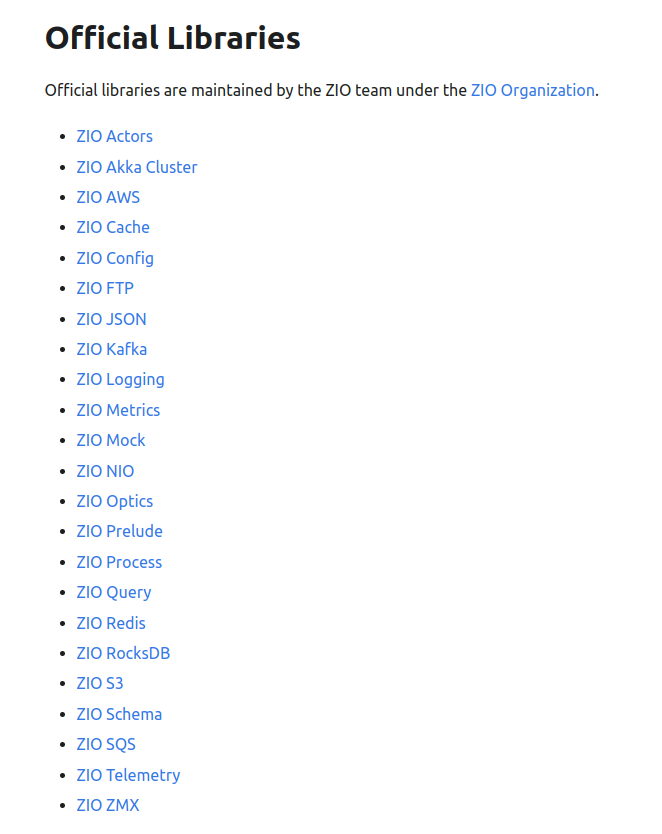 Official Libraries
Official libraries are maintained by the ZIO team under the ZIO Organization.
• ZIO Actors
• ZIO Akka Cluster
• ZIO AWS
• ZIO Cache
• ZIO Config
• ZIO FTP
• ZIO JSON
• ZIO Kafka
• ZIO Logging
• ZIO Metrics
• ZIO Mock
• ZIO NIO
• ZIO Optics
• ZIO Prelude
• ZIO Process
• ZIO Query
• ZIO Redis
• ZIO RocksDB
• ZIO S3
• ZIO Schema
• ZIO SQS
• ZIO Telemetry
• ZIO ZMX